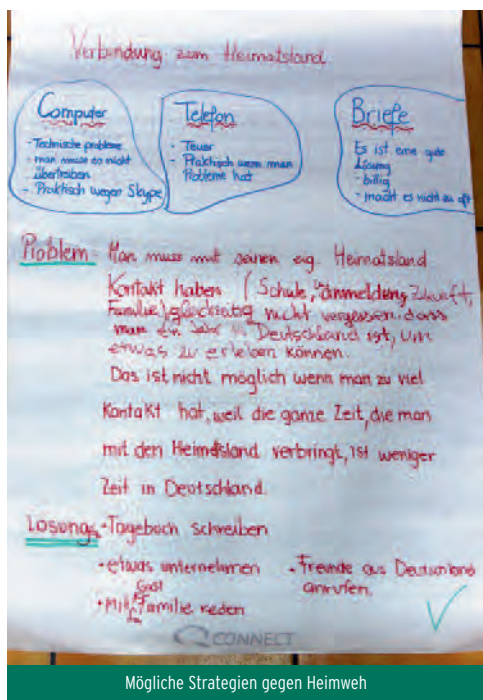 Verbindung zum Heimatsland
Computer
- Technische probleme
- man muss es nicht
übertreiben
- Praktisch wegen Skype
Telefon
- Teuer
- Praktisch wenn man
Probleme hat
Briefe
Es ist eine gute
Lösung
- billig
- macht es nicht zu oft
Problem- Man muss mit seinen eig. Heimatsland
Kontakt haben (Schule, anmelden, Zukunft,
Familie), gleichzeitig nicht vergessen, dass
man ein Jahr in Deutschland ist, um
etwas zu erleben können.
Das ist nicht möglich wenn man zu viel
Kontakt hat, weil die ganze Zeit, die man
mit den Heimatsland verbringt, ist weniger
Zeit in Deutschland.
Lösung - Tagebuch schreiben
- etwas unternehmen - Freunde aus Deutschland
anrufen.
- Mit Gast Familie reden
Q CONNECT
Mögliche Strategien gegen Heimweh